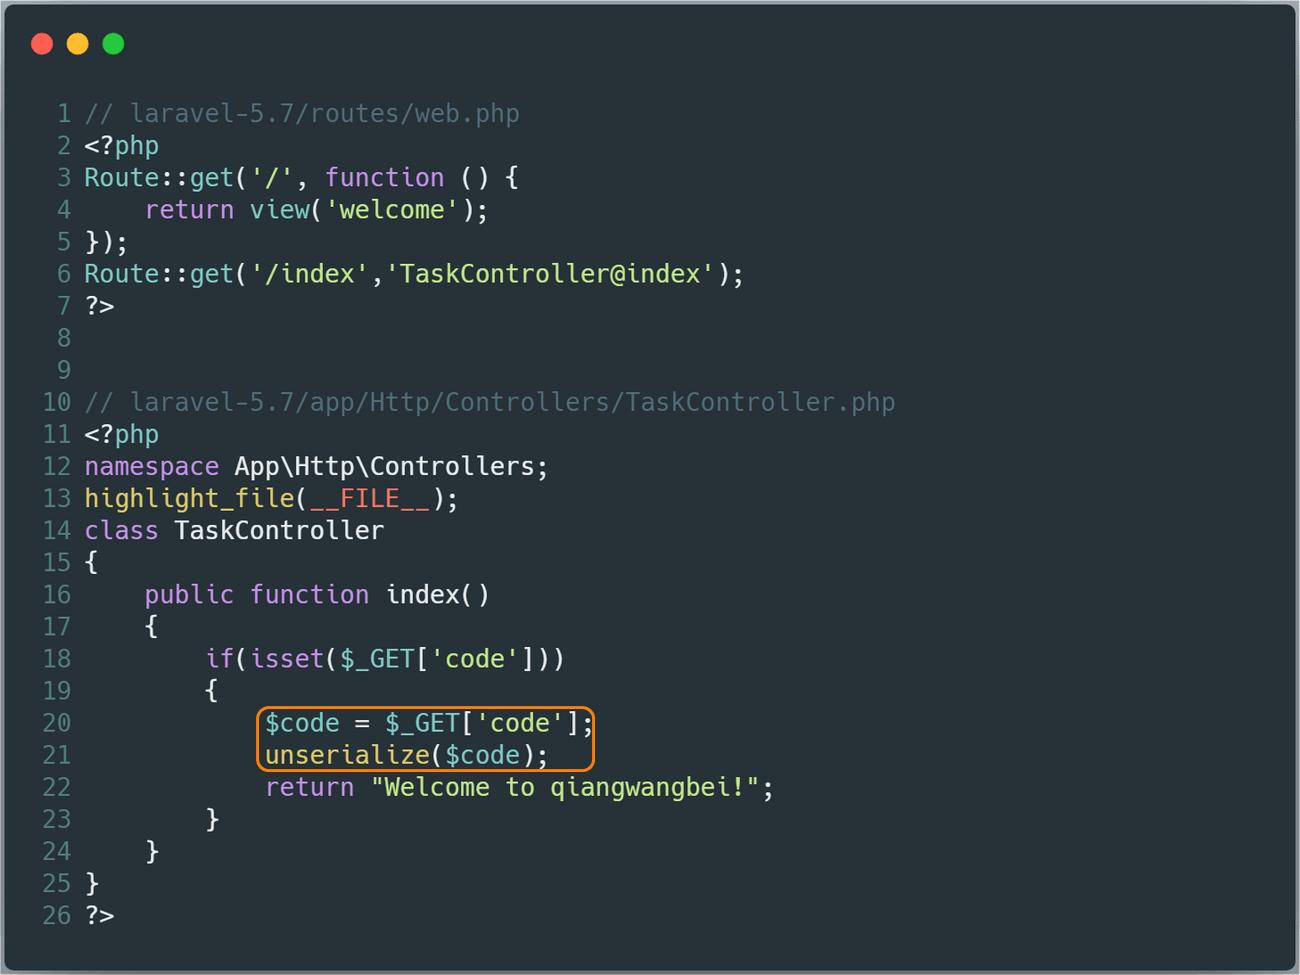 1 // laravel-5.7/routes/web.php
2 <?php
3 Route::get('/', function () {
4     return view('welcome');
5 });
6 Route::get('/index','TaskController@index');
7 ?>
8
9
10 // laravel-5.7/app/Http/Controllers/TaskController.php
11 <?php
12 namespace App\Http\Controllers;
13 highlight_file(__FILE__);
14 class TaskController
15 {
16     public function index()
17     {
18         if(isset($_GET['code']))
19         {
20             $code = $_GET['code'];
21             unserialize($code);
22             return "Welcome to qiangwangbei!";
23         }
24     }
25 }
26 ?>